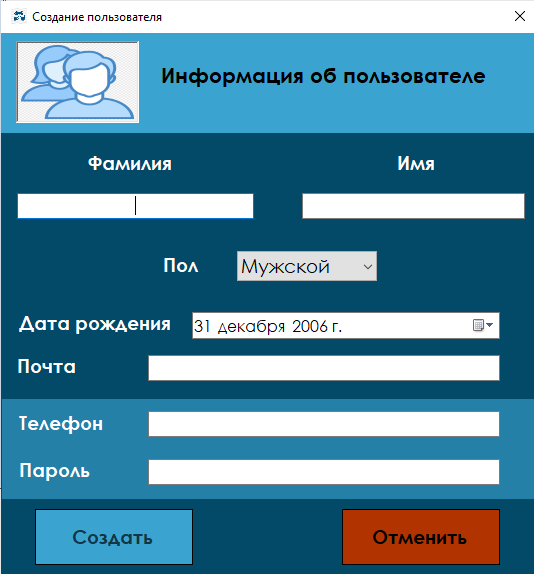 Создание пользователя
Информация об пользователе
Фамилия Имя
Пол Мужской
Дата рождения 31 декабря 2006 г.
Почта
Телефон
Пароль
Создать Отменить